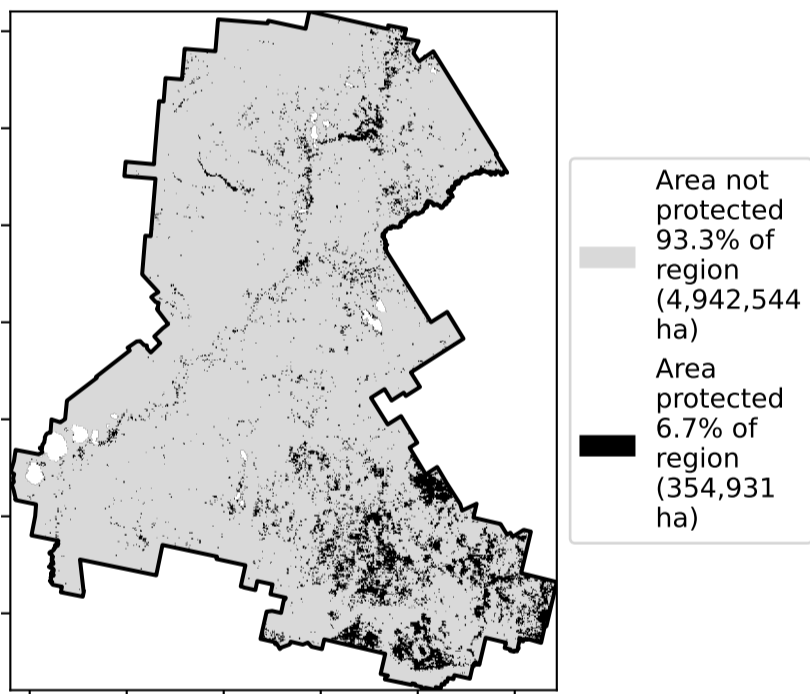 Area not
protected
93.3% of
region
(4,942,544
ha)
Area
protected
6.7% of
region
(354,931
ha)